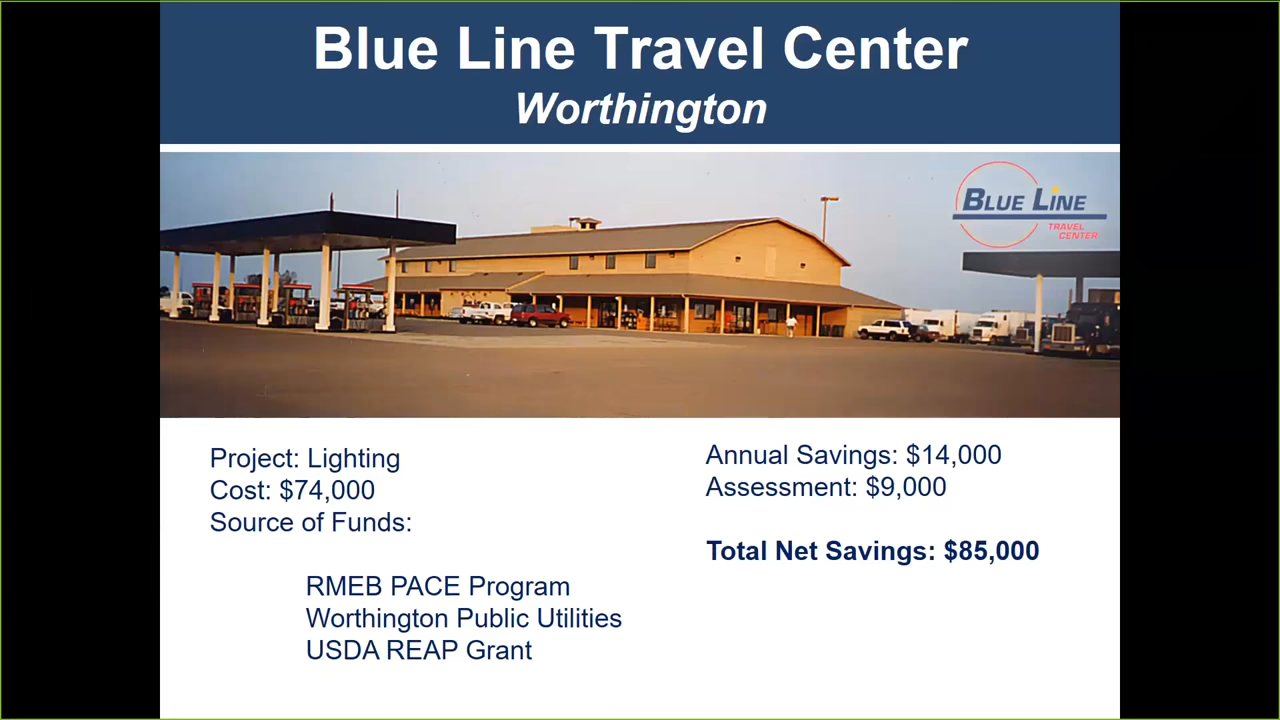 Blue Line Travel Center
Worthington
BLUE LINE
TRAVEL
CENTER
Project: Lighting
Cost: $74,000
Source of Funds:
RMEB PACE Program
Worthington Public Utilities
USDA REAP Grant
Annual Savings: $14,000
Assessment: $9,000
Total Net Savings: $85,000